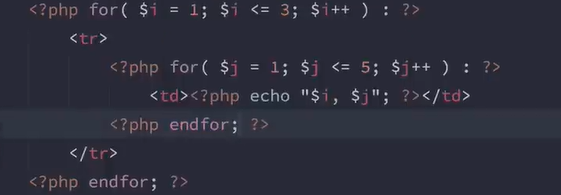 <?php for( $i = 1; $i <= 3; $i++ ) : ?>
<tr>
<?php for( $j = 1; $j <= 5; $j++ ) : ?>
<td><?php echo "$i, $j"; ?></td>
<?php endfor; ?>
</tr>
<?php endfor; ?>